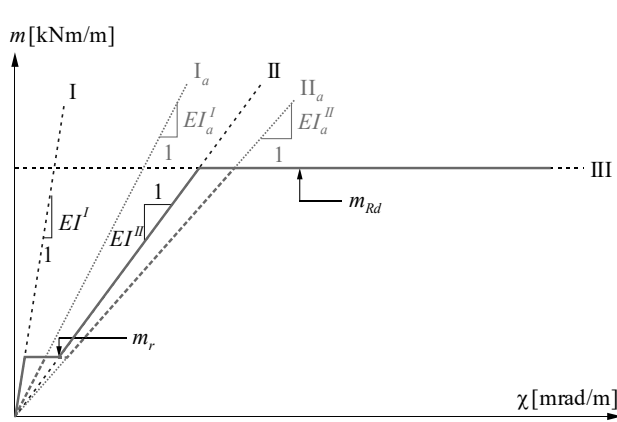 m [kNm/m]
I
I_a
II
II_a
EI_a^I
1
EI_a^II
1
III
1
m_Rd
EI^I
1
EI^II
m_r
χ [mrad/m]